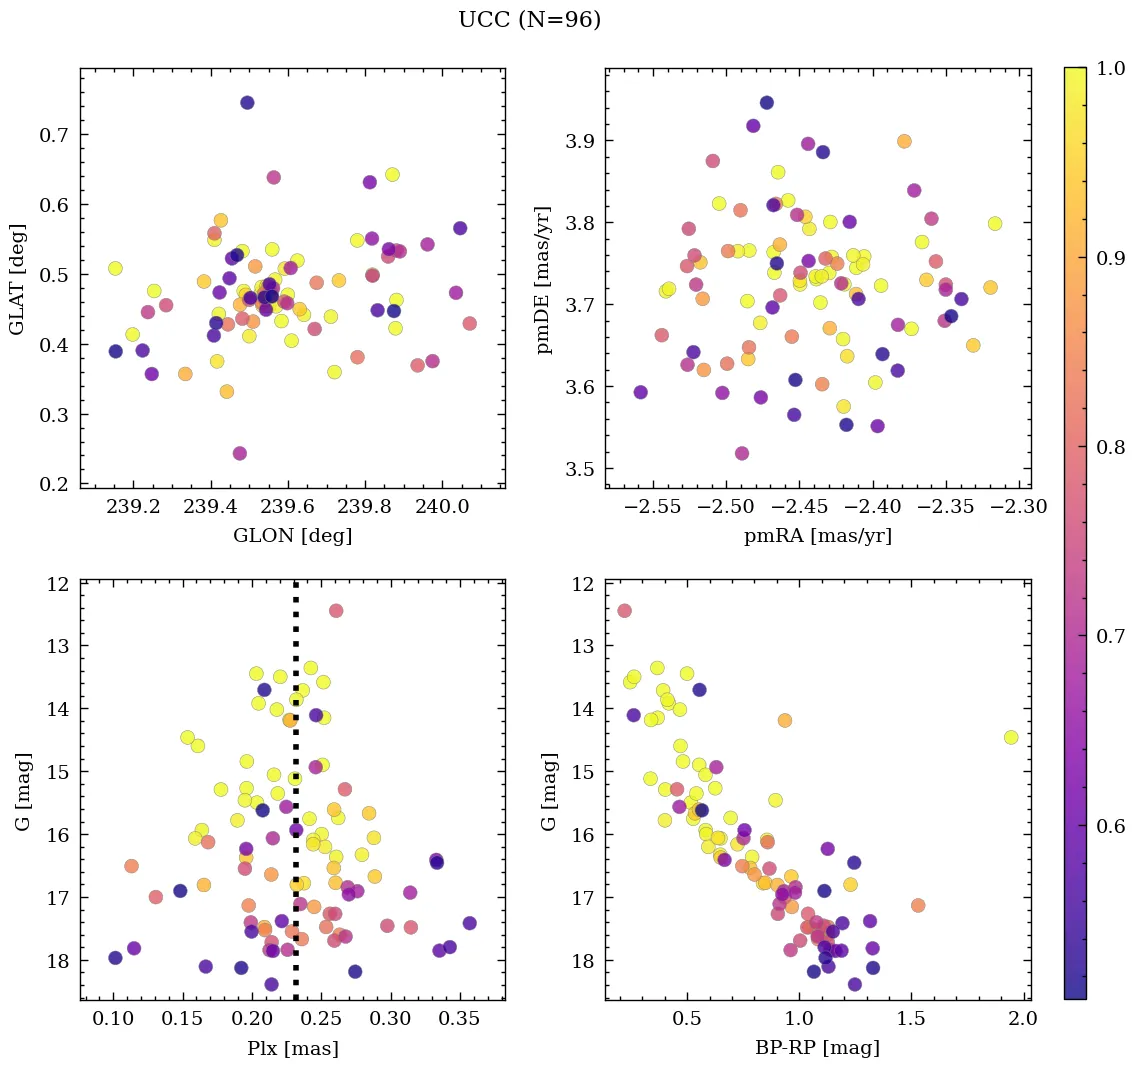 UCC (N=96)
0.7
0.6
0.5
0.4
0.3
0.2
GLAT [deg]
239.2 239.4 239.6 239.8 240.0
GLON [deg]
3.9
3.8
3.7
3.6
3.5
pmDE [mas/yr]
−2.55 −2.50 −2.45 −2.40 −2.35 −2.30
pmRA [mas/yr]
12
13
14
15
16
17
18
G [mag]
0.10 0.15 0.20 0.25 0.30 0.35
Plx [mas]
12
13
14
15
16
17
18
G [mag]
0.5 1.0 1.5 2.0
BP-RP [mag]
1.0
0.9
0.8
0.7
0.6